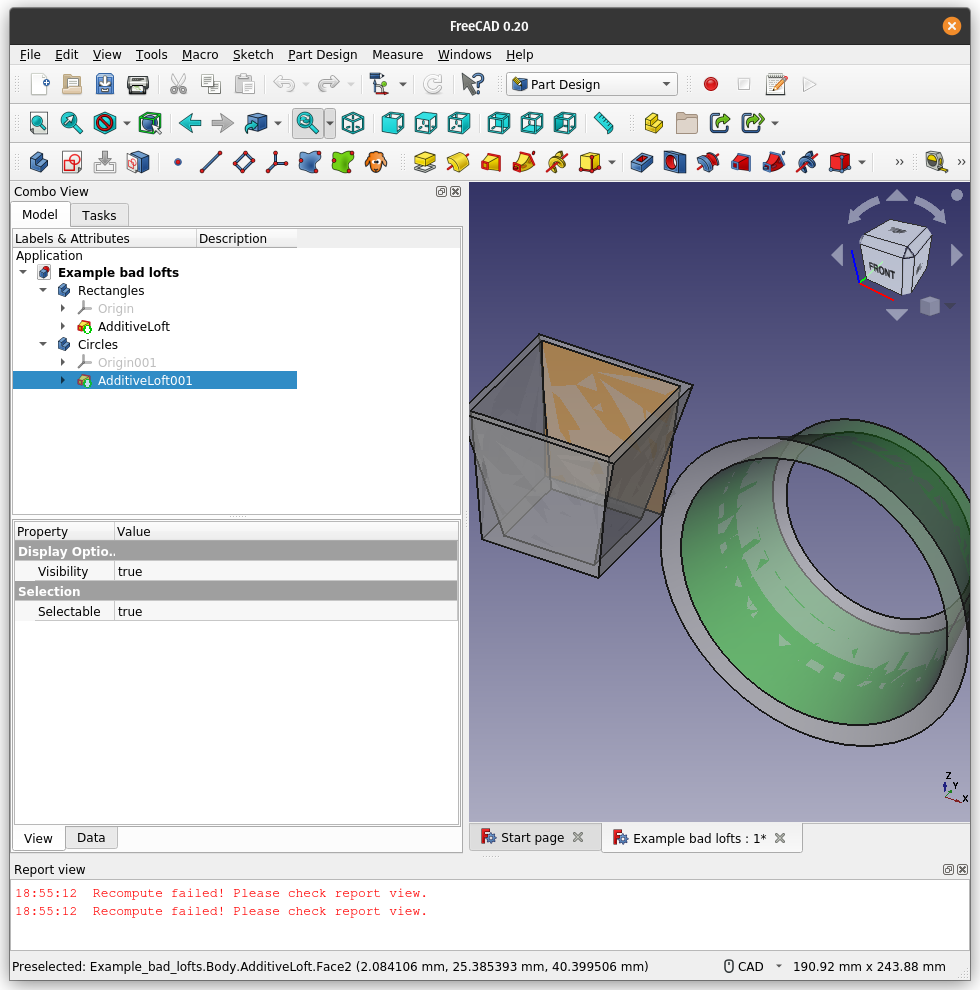 FreeCAD 0.20
File Edit View Tools Macro Sketch Part Design Measure Windows Help
Part Design
Combo View
Model Tasks
Labels & Attributes Description
Application
Example bad lofts
Rectangles
Origin
AdditiveLoft
Circles
Origin001
AdditiveLoft001
FRONT
Property Value
Display Optio..
Visibility true
Selection
Selectable true
Z
Y
X
View Data
Start page Example bad lofts : 1*
Report view
18:55:12 Recompute failed! Please check report view.
18:55:12 Recompute failed! Please check report view.
Preselected: Example_bad_lofts.Body.AdditiveLoft.Face2 (2.084106 mm, 25.385393 mm, 40.399506 mm) CAD 190.92 mm x 243.88 mm